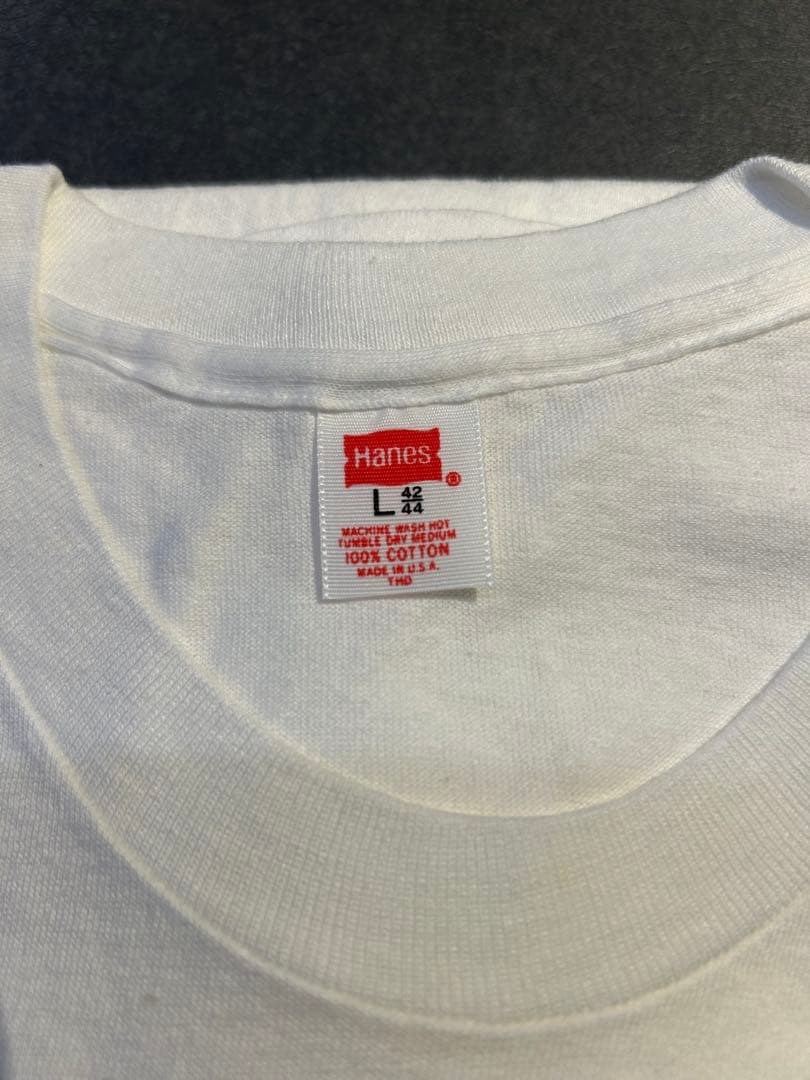 Hanes®
L 42/44
MACHINE WASH HOT
TUMBLE DRY MEDIUM
100% COTTON
MADE IN U.S.A.
THD